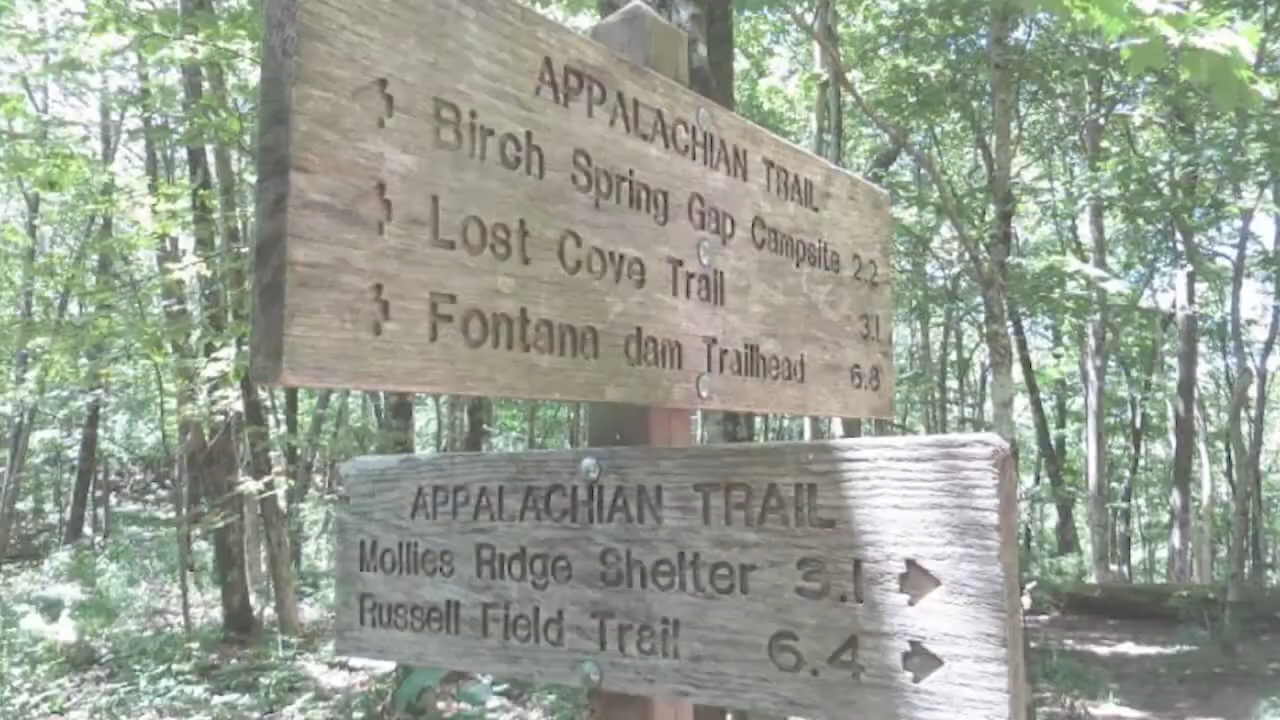 APPALACHIAN TRAIL
Birch Spring Gap Campsite 2.2
Lost Cove Trail 3.1
Fontana dam Trailhead 6.8
APPALACHIAN TRAIL
Mollies Ridge Shelter 3.1
Russell Field Trail 6.4